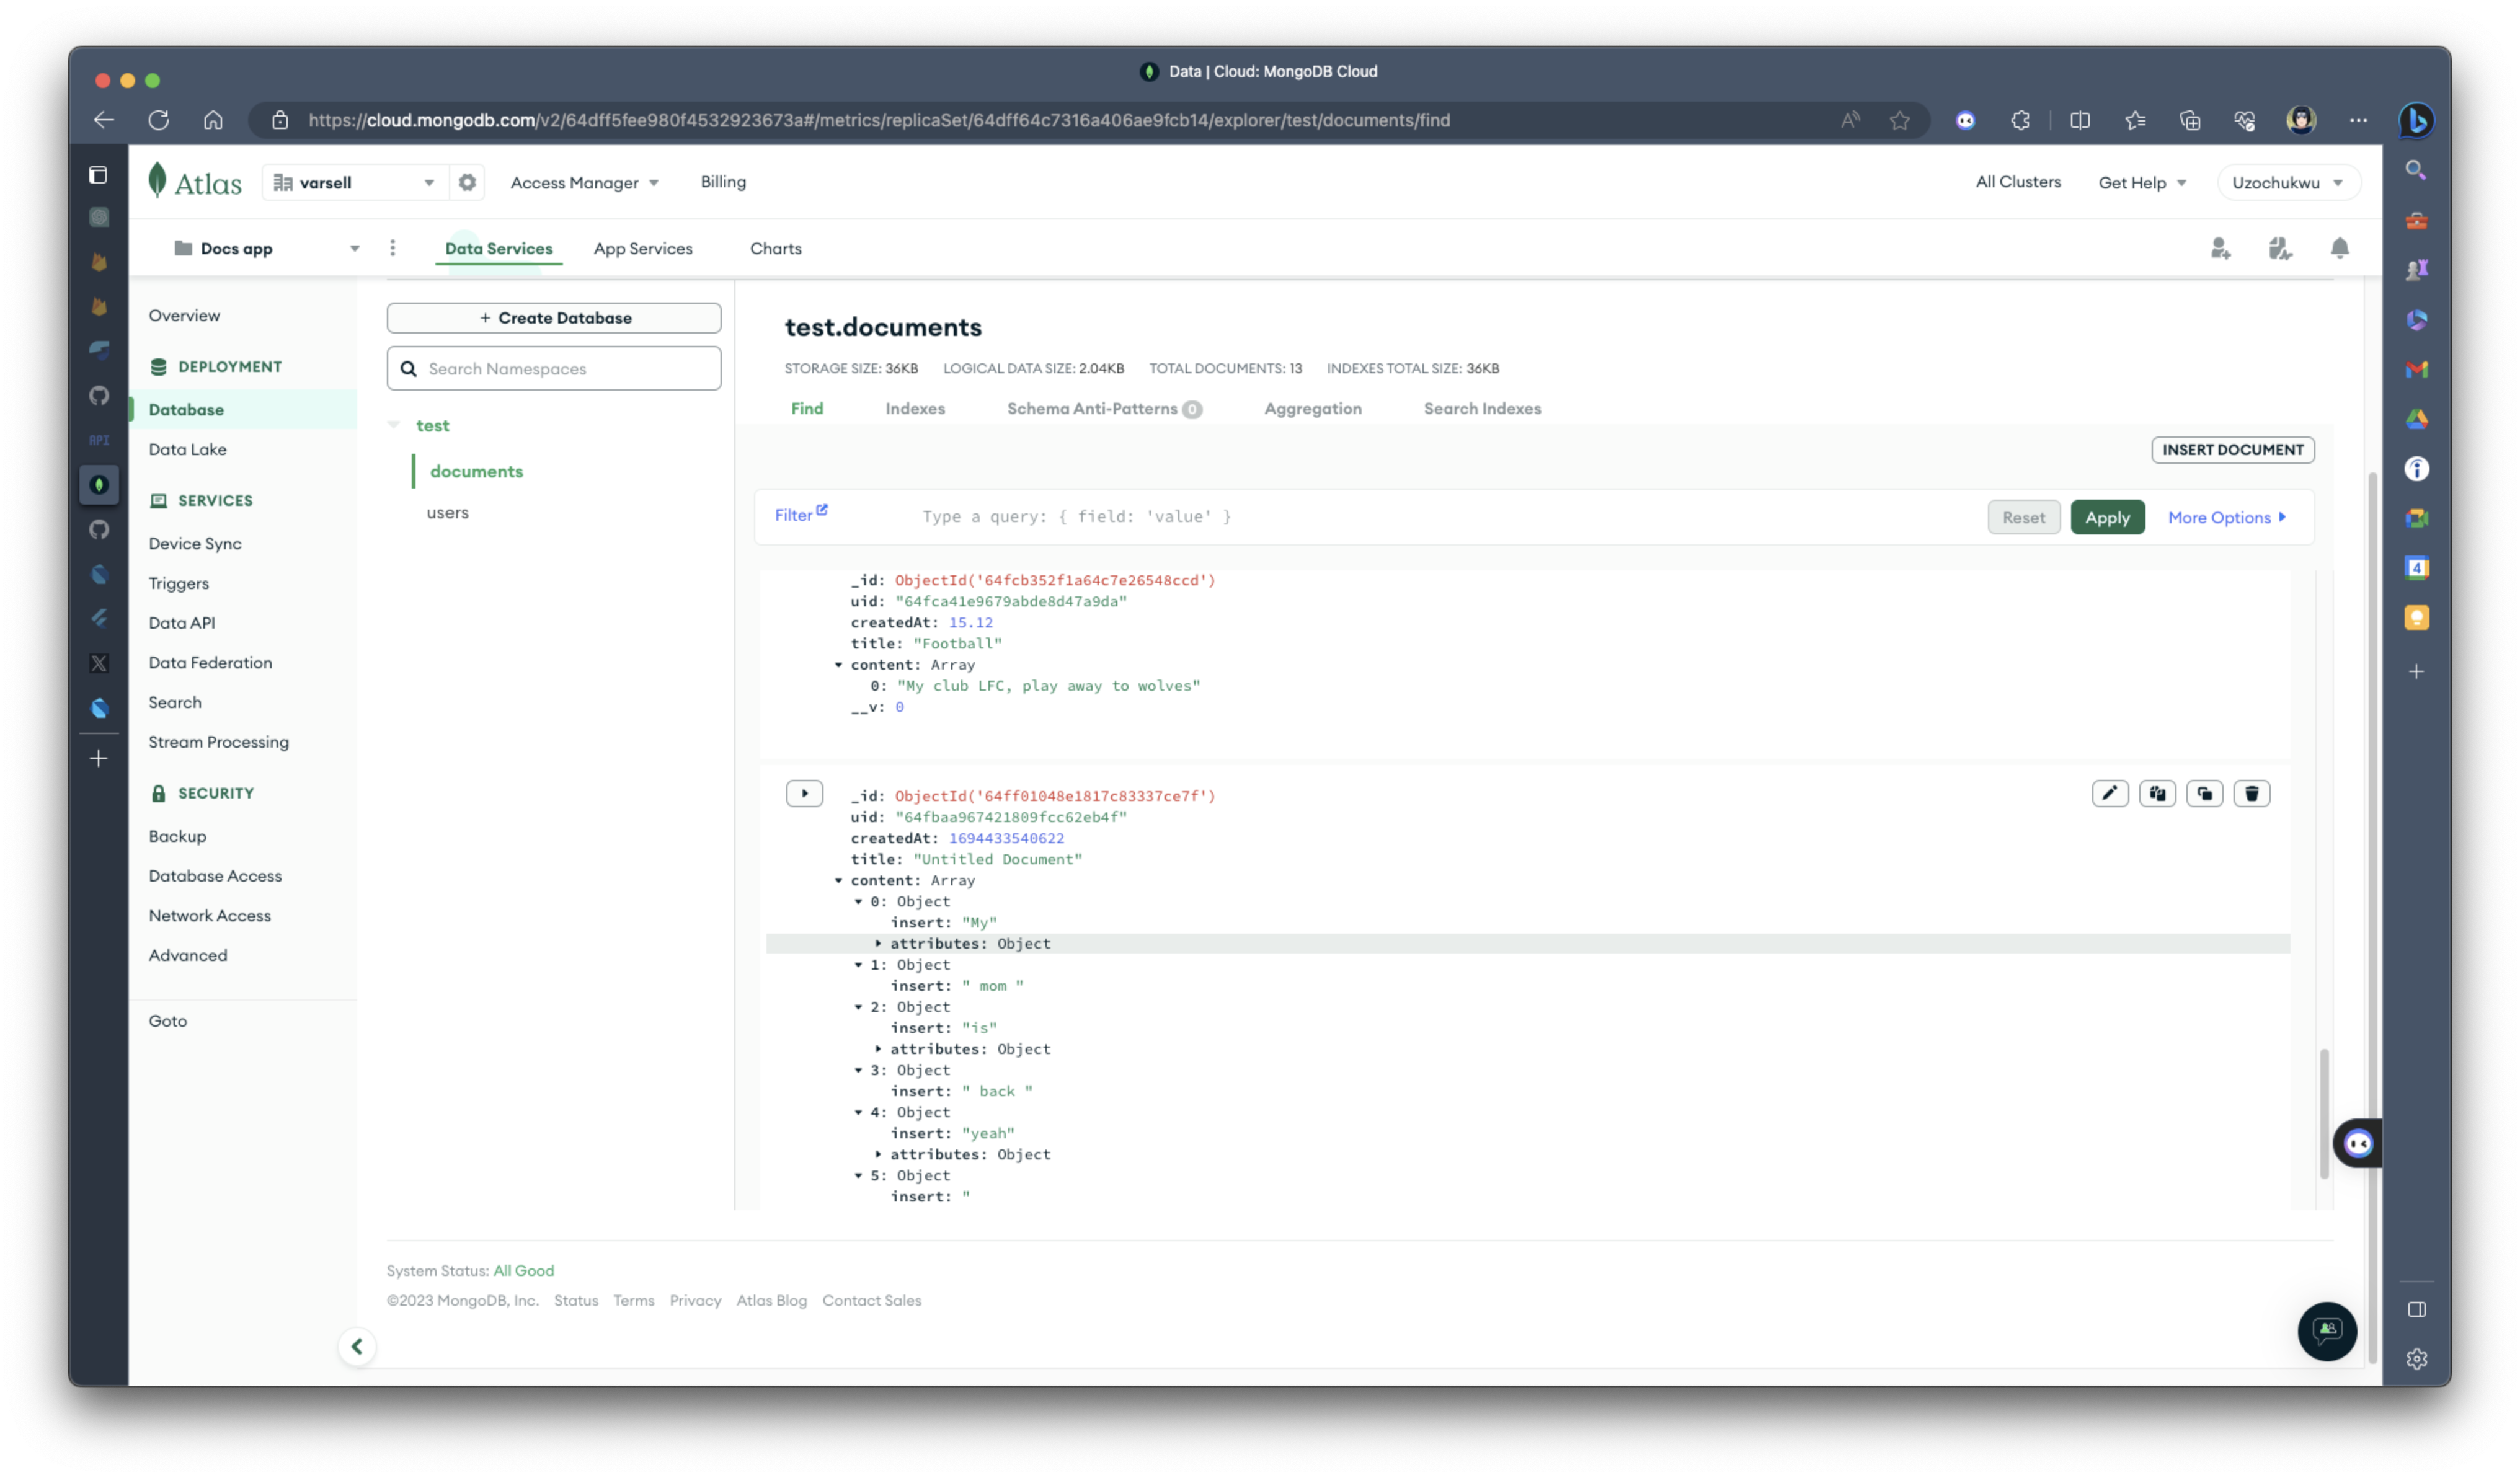 Data | Cloud: MongoDB Cloud
https://cloud.mongodb.com/v2/64dff5fee980f4532923673a#/metrics/replicaSet/64dff64c7316a406ae9fcb14/explorer/test/documents/find
Atlas
varsell
Access Manager
Billing
All Clusters
Get Help
Uzochukwu
Docs app
Data Services
App Services
Charts
Overview
DEPLOYMENT
Database
Data Lake
SERVICES
Device Sync
Triggers
Data API
Data Federation
Search
Stream Processing
SECURITY
Backup
Database Access
Network Access
Advanced
Goto
API
+ Create Database
Search Namespaces
test
documents
users
test.documents
STORAGE SIZE: 36KB LOGICAL DATA SIZE: 2.04KB TOTAL DOCUMENTS: 13 INDEXES TOTAL SIZE: 36KB
Find Indexes Schema Anti-Patterns 0 Aggregation Search Indexes
INSERT DOCUMENT
Filter
Type a query: { field: 'value' }
Reset
Apply
More Options
_id: ObjectId('64fcb352f1a64c7e26548ccd')
uid: "64fca41e9679abde8d47a9da"
createdAt: 15.12
title: "Football"
content: Array
0: "My club LFC, play away to wolves"
__v: 0
_id: ObjectId('64ff01048e1817c83337ce7f')
uid: "64fbaa967421809fcc62eb4f"
createdAt: 1694433540622
title: "Untitled Document"
content: Array
0: Object
insert: "My"
attributes: Object
1: Object
insert: " mom "
2: Object
insert: "is"
attributes: Object
3: Object
insert: " back "
4: Object
insert: "yeah"
attributes: Object
5: Object
insert: "
System Status: All Good
©2023 MongoDB, Inc. Status Terms Privacy Atlas Blog Contact Sales
4